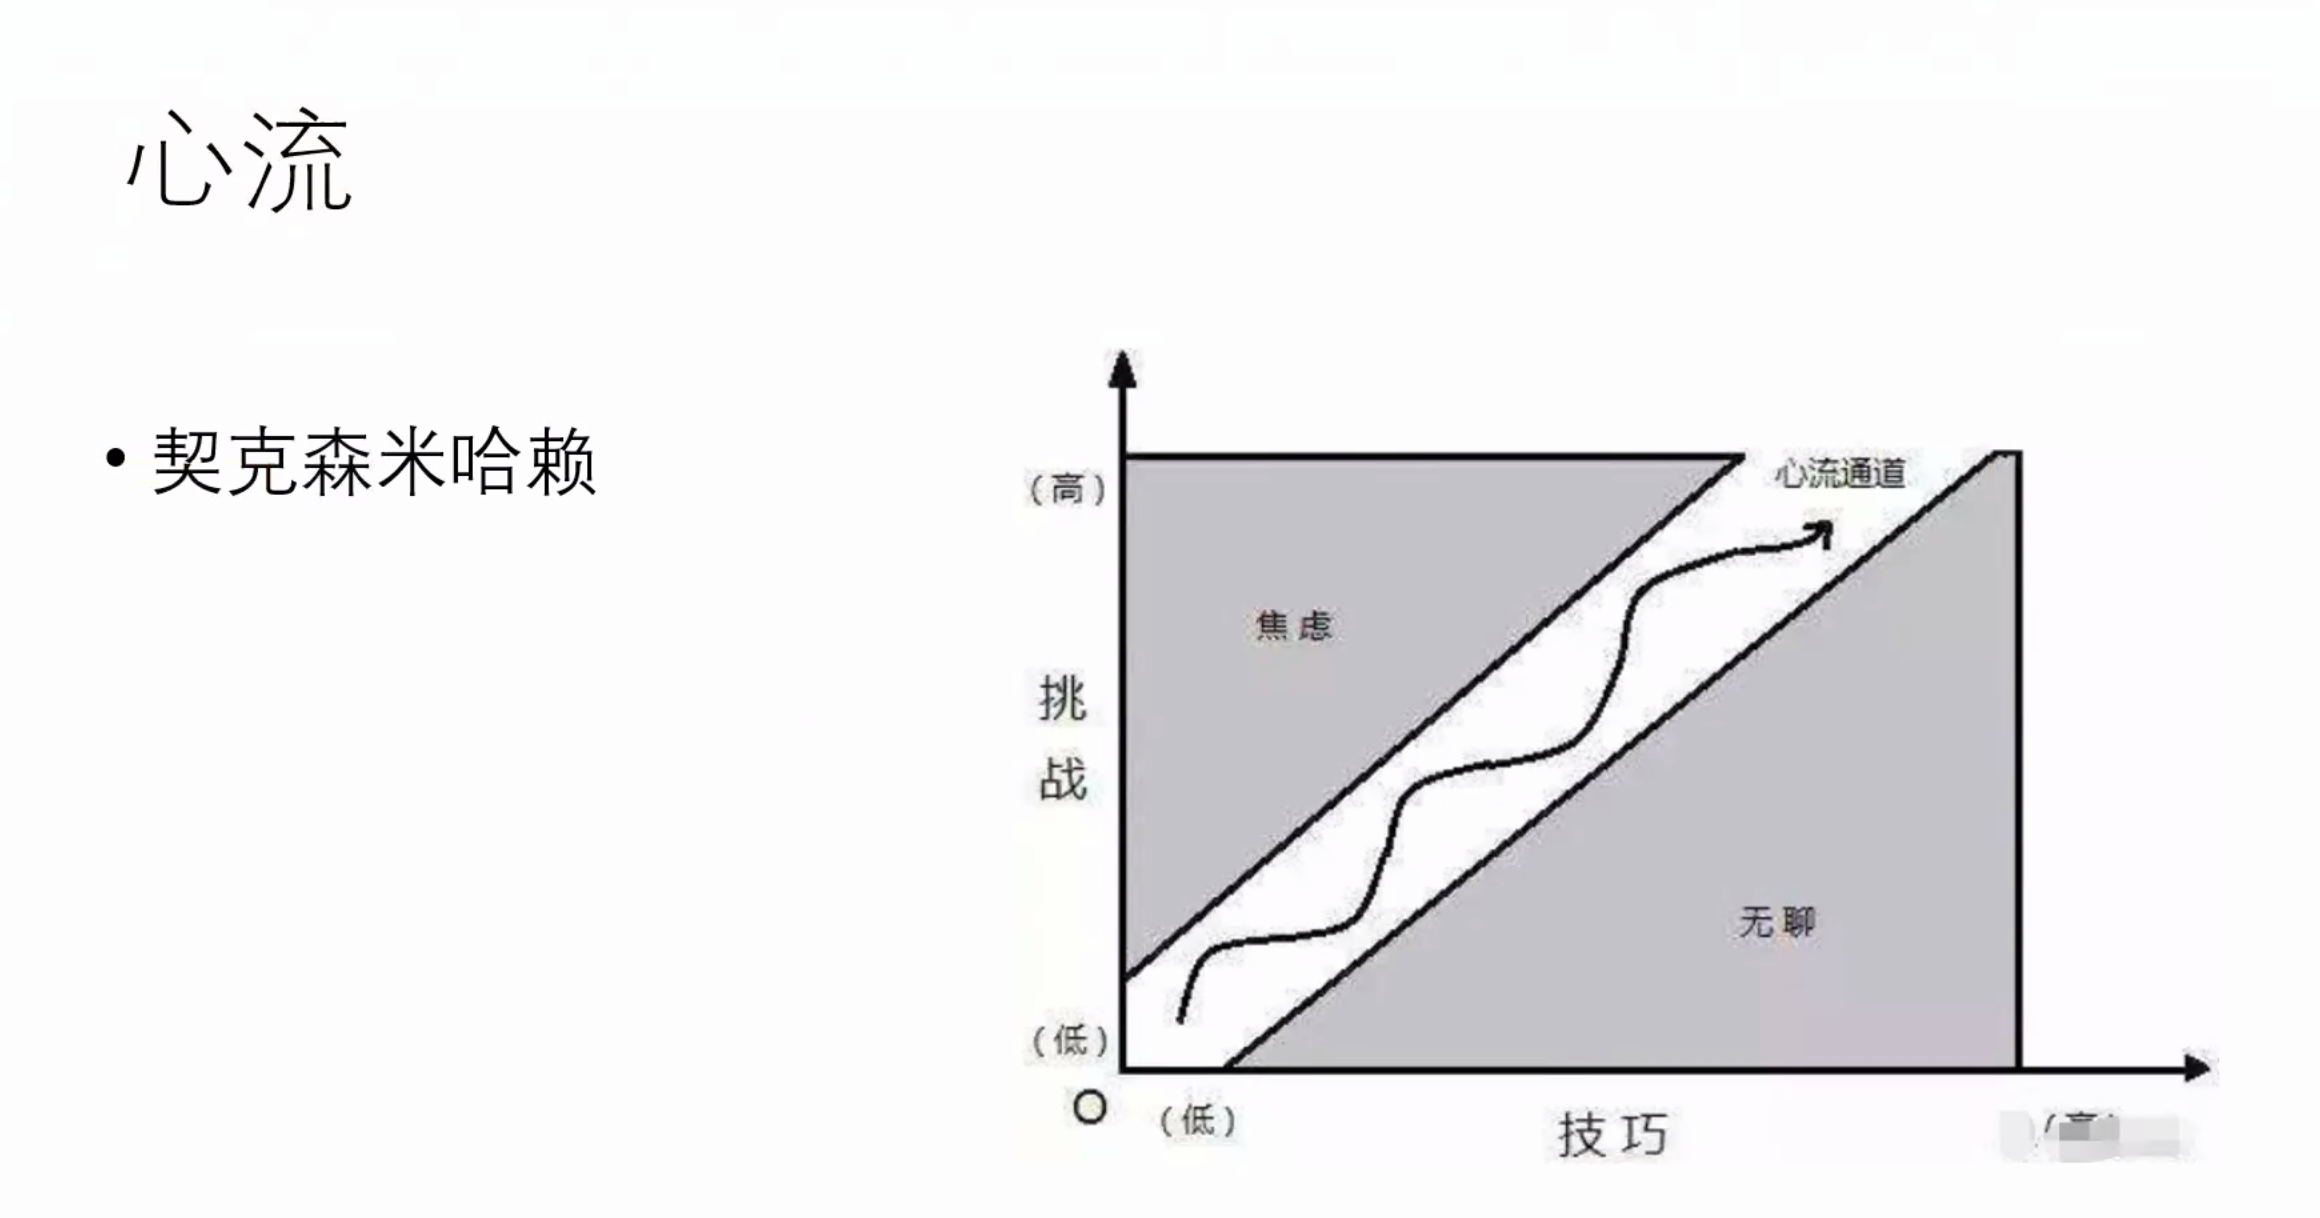 心流
• 契克森米哈赖
（高）
心流通道
焦虑
挑
战
无聊
（低）
O
（低）
技巧